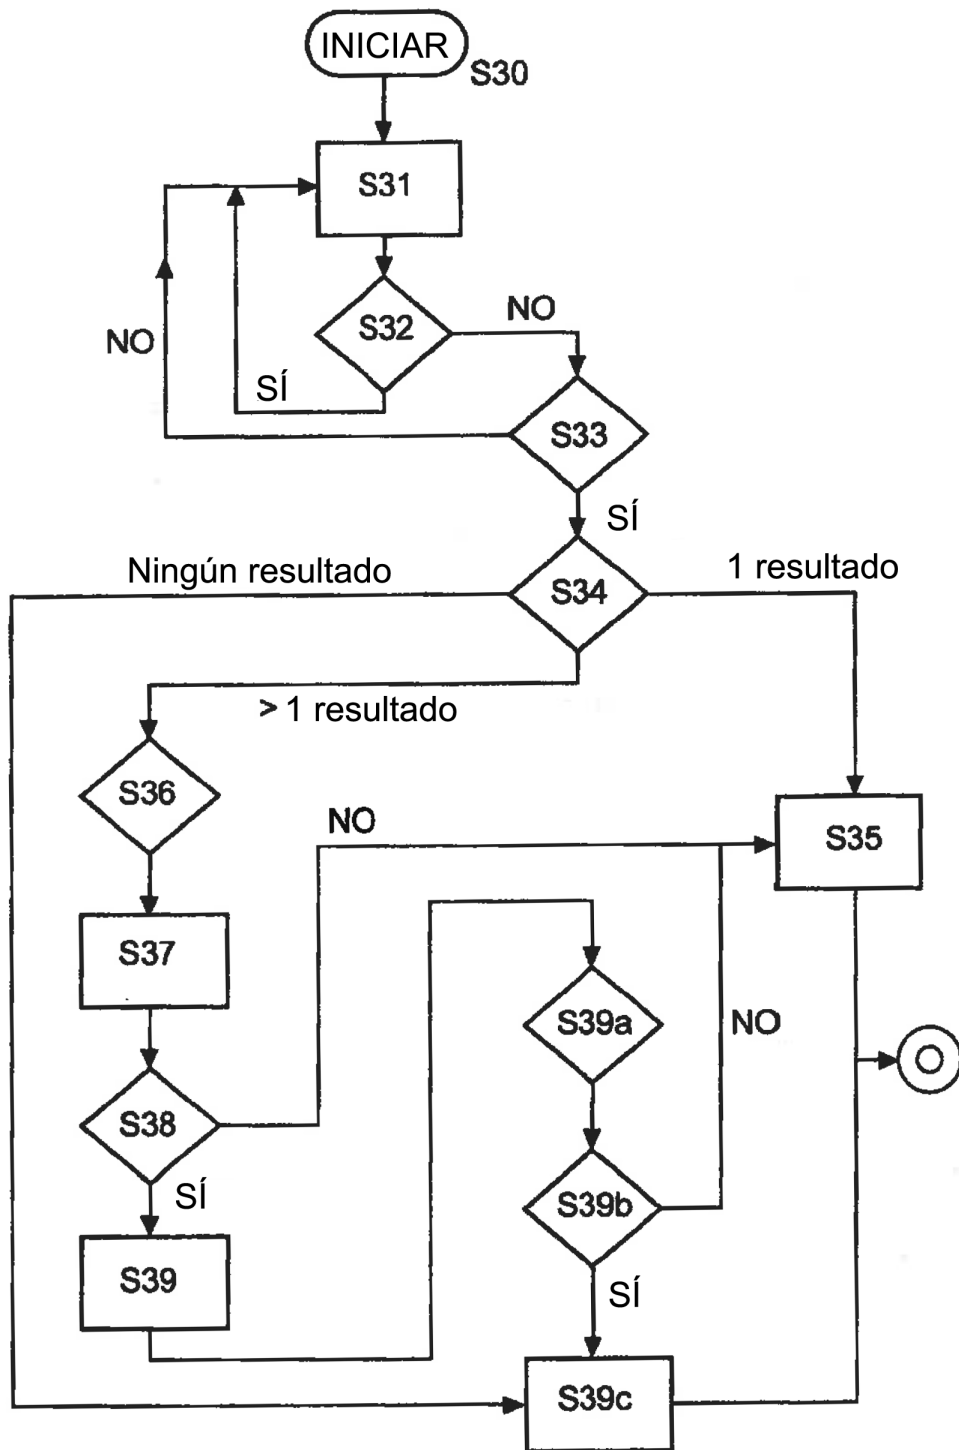 INICIAR
S30
S31
S32
NO
NO
SÍ
S33
SÍ
Ningún resultado
S34
1 resultado
> 1 resultado
S36
NO
S35
S37
S39a
NO
S38
SÍ
S39b
S39
SÍ
S39c